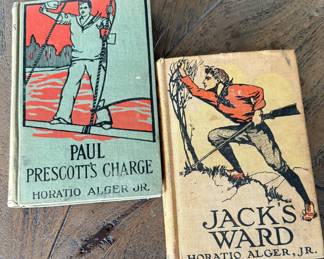 PAUL
PRESCOTT'S CHARGE
HORATIO ALGER JR.
JACK'S
WARD
HORATIO ALGER, JR.